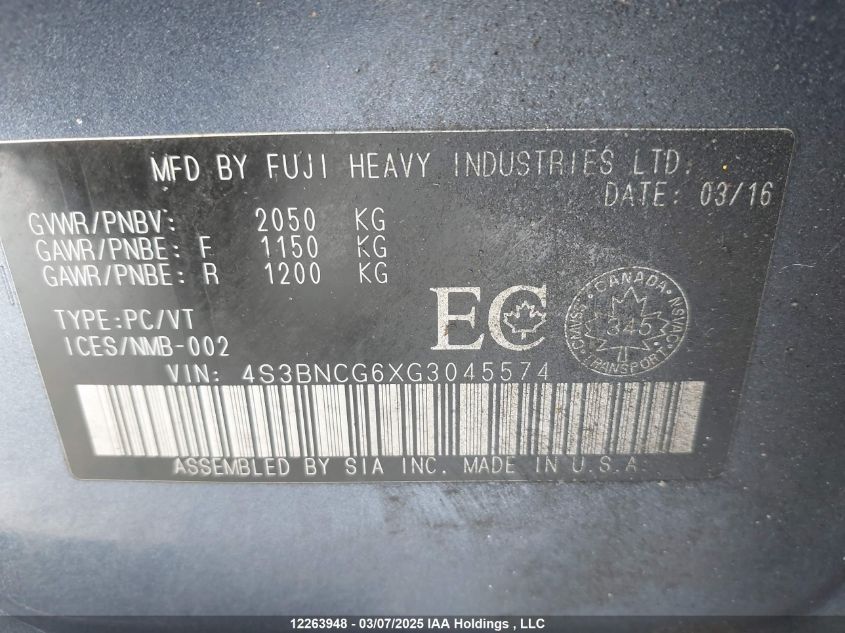 MFD BY FUJI HEAVY INDUSTRIES LTD.
DATE: 03/16
GVWR/PNBV: 2050 KG
GAWR/PNBE: F 1150 KG
GAWR/PNBE: R 1200 KG
TYPE:PC/VT
ICES/NMB-002
EC
CANADA
CMVSS
NSVAC
345
TRANSPORT
VIN: 4S3BNCG6XG3045574
ASSEMBLED BY SIA INC. MADE IN U.S.A.
12263948 - 03/07/2025 IAA Holdings , LLC